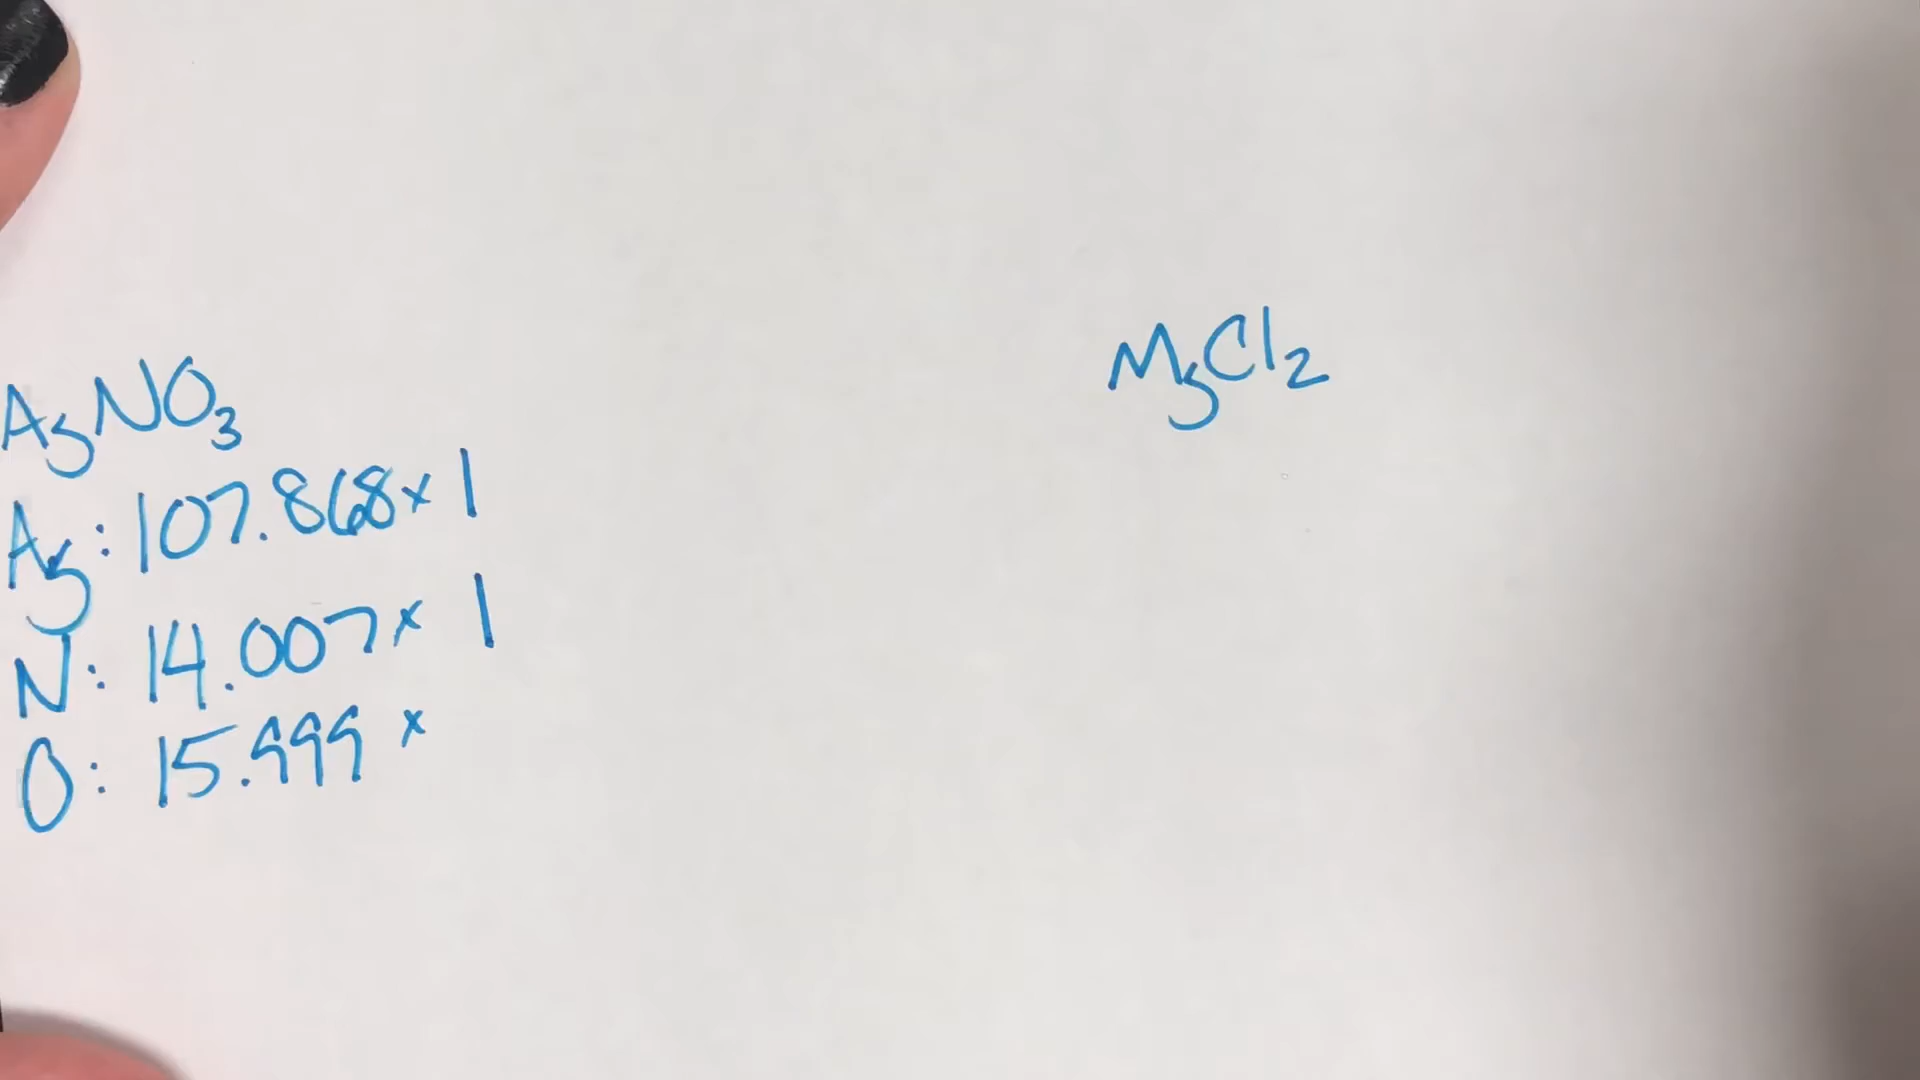 AgNO₃
Ag: 107.868 x 1
N: 14.007 x 1
O: 15.999 x
MgCl₂